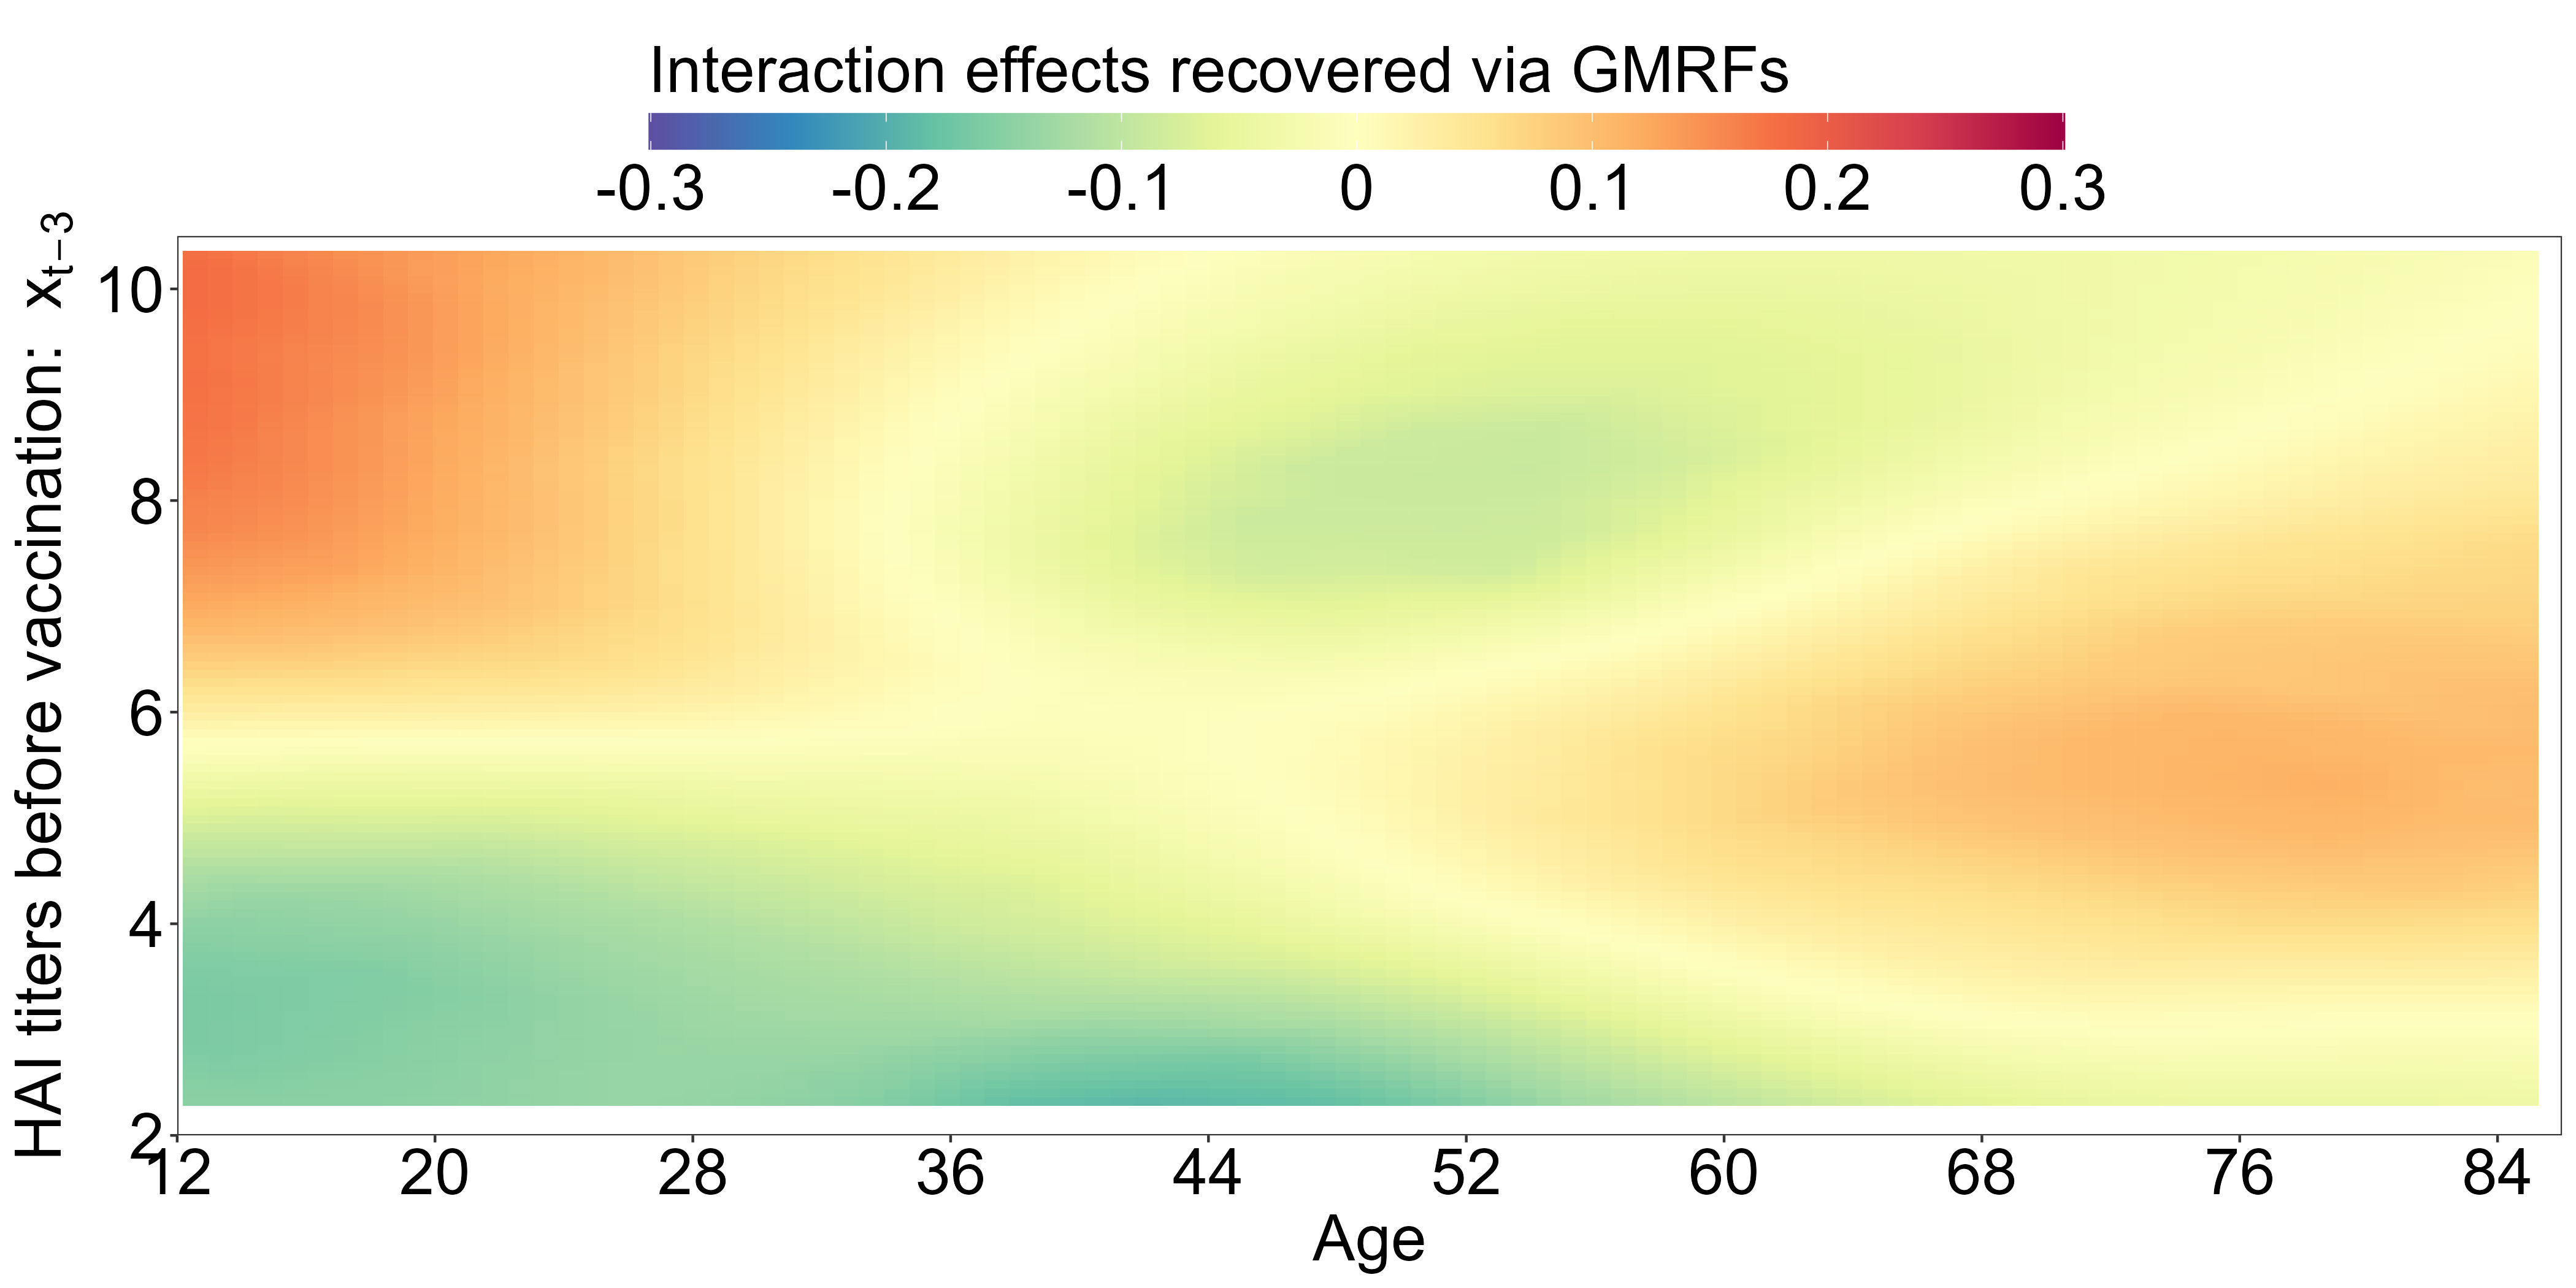 Interaction effects recovered via GMRFs
-0.3 -0.2 -0.1 0 0.1 0.2 0.3
HAI titers before vaccination: xt−3
10
8
6
4
2
12 20 28 36 44 52 60 68 76 84
Age